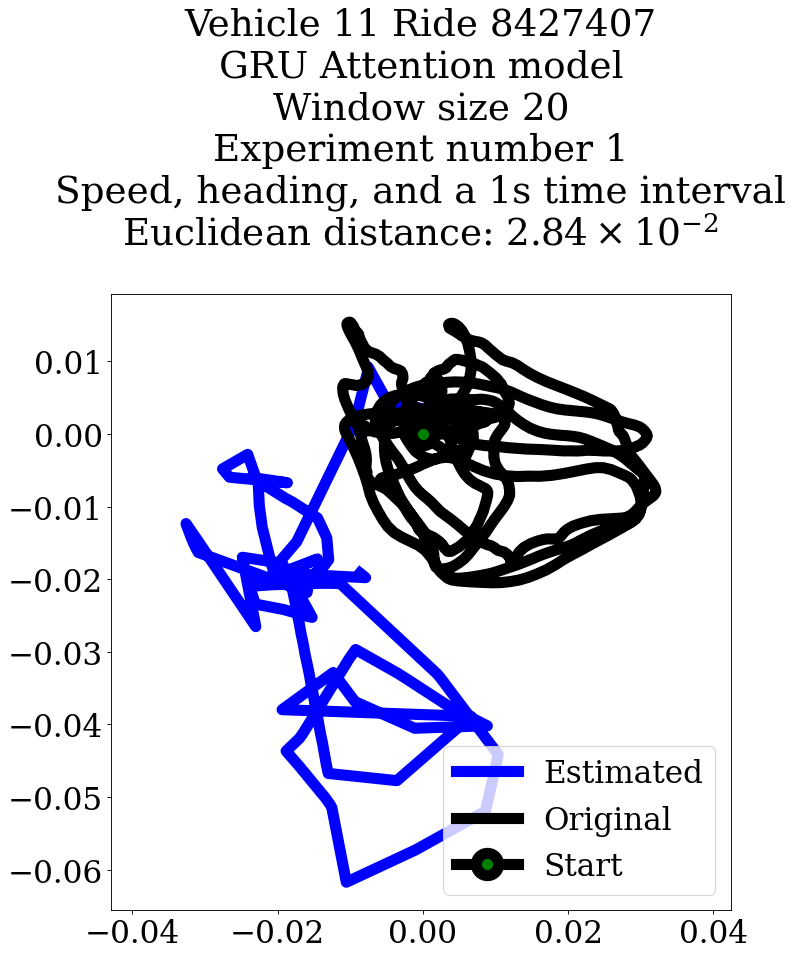 Vehicle 11 Ride 8427407
GRU Attention model
Window size 20
Experiment number 1
Speed, heading, and a 1s time interval
Euclidean distance: 2.84 × 10⁻²
0.01
0.00
−0.01
−0.02
−0.03
−0.04
−0.05
−0.06
Estimated
Original
Start
−0.04 −0.02 0.00 0.02 0.04